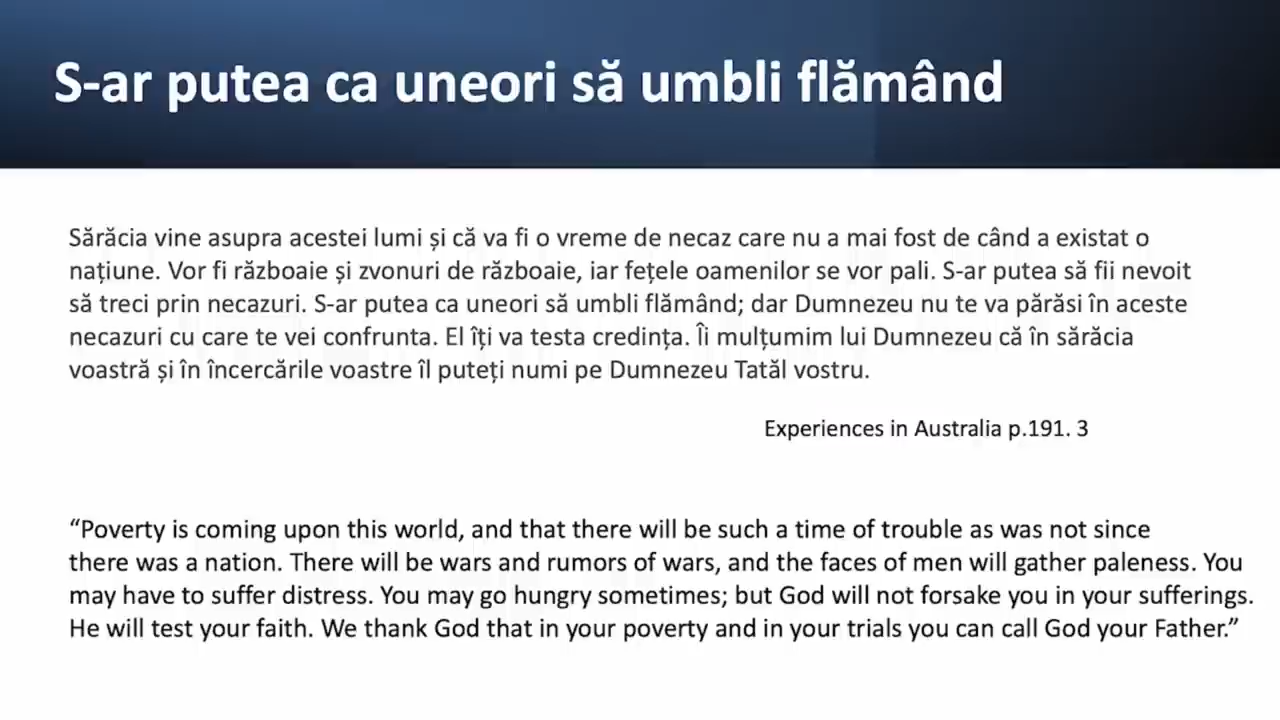 S-ar putea ca uneori să umbli flămând
Sărăcia vine asupra acestei lumi și că va fi o vreme de necaz care nu a mai fost de când a existat o
națiune. Vor fi războaie și zvonuri de războaie, iar fețele oamenilor se vor pali. S-ar putea să fii nevoit
să treci prin necazuri. S-ar putea ca uneori să umbli flămând; dar Dumnezeu nu te va părăsi în aceste
necazuri cu care te vei confrunta. El îți va testa credința. Îi mulțumim lui Dumnezeu că în sărăcia
voastră și în încercările voastre îl puteți numi pe Dumnezeu Tatăl vostru.
Experiences in Australia p.191. 3
“Poverty is coming upon this world, and that there will be such a time of trouble as was not since
there was a nation. There will be wars and rumors of wars, and the faces of men will gather paleness. You
may have to suffer distress. You may go hungry sometimes; but God will not forsake you in your sufferings.
He will test your faith. We thank God that in your poverty and in your trials you can call God your Father.”